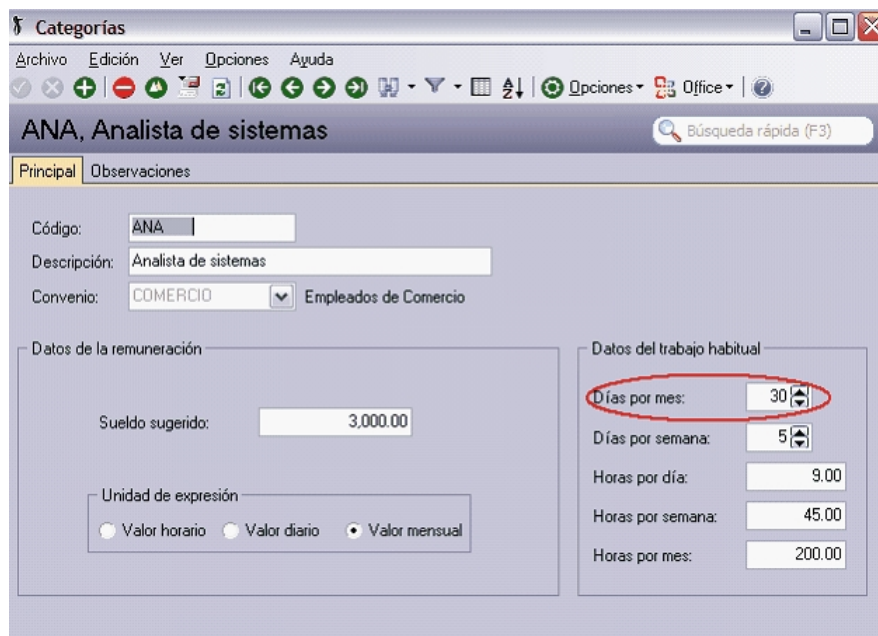 Categorías
Archivo Edición Ver Opciones Ayuda
Opciones Office
ANA, Analista de sistemas
Búsqueda rápida (F3)
Principal Observaciones
Código: ANA
Descripción: Analista de sistemas
Convenio: COMERCIO Empleados de Comercio
Datos de la remuneración
Sueldo sugerido: 3,000.00
Unidad de expresión
Valor horario Valor diario Valor mensual
Datos del trabajo habitual
Días por mes: 30
Días por semana: 5
Horas por día: 9.00
Horas por semana: 45.00
Horas por mes: 200.00